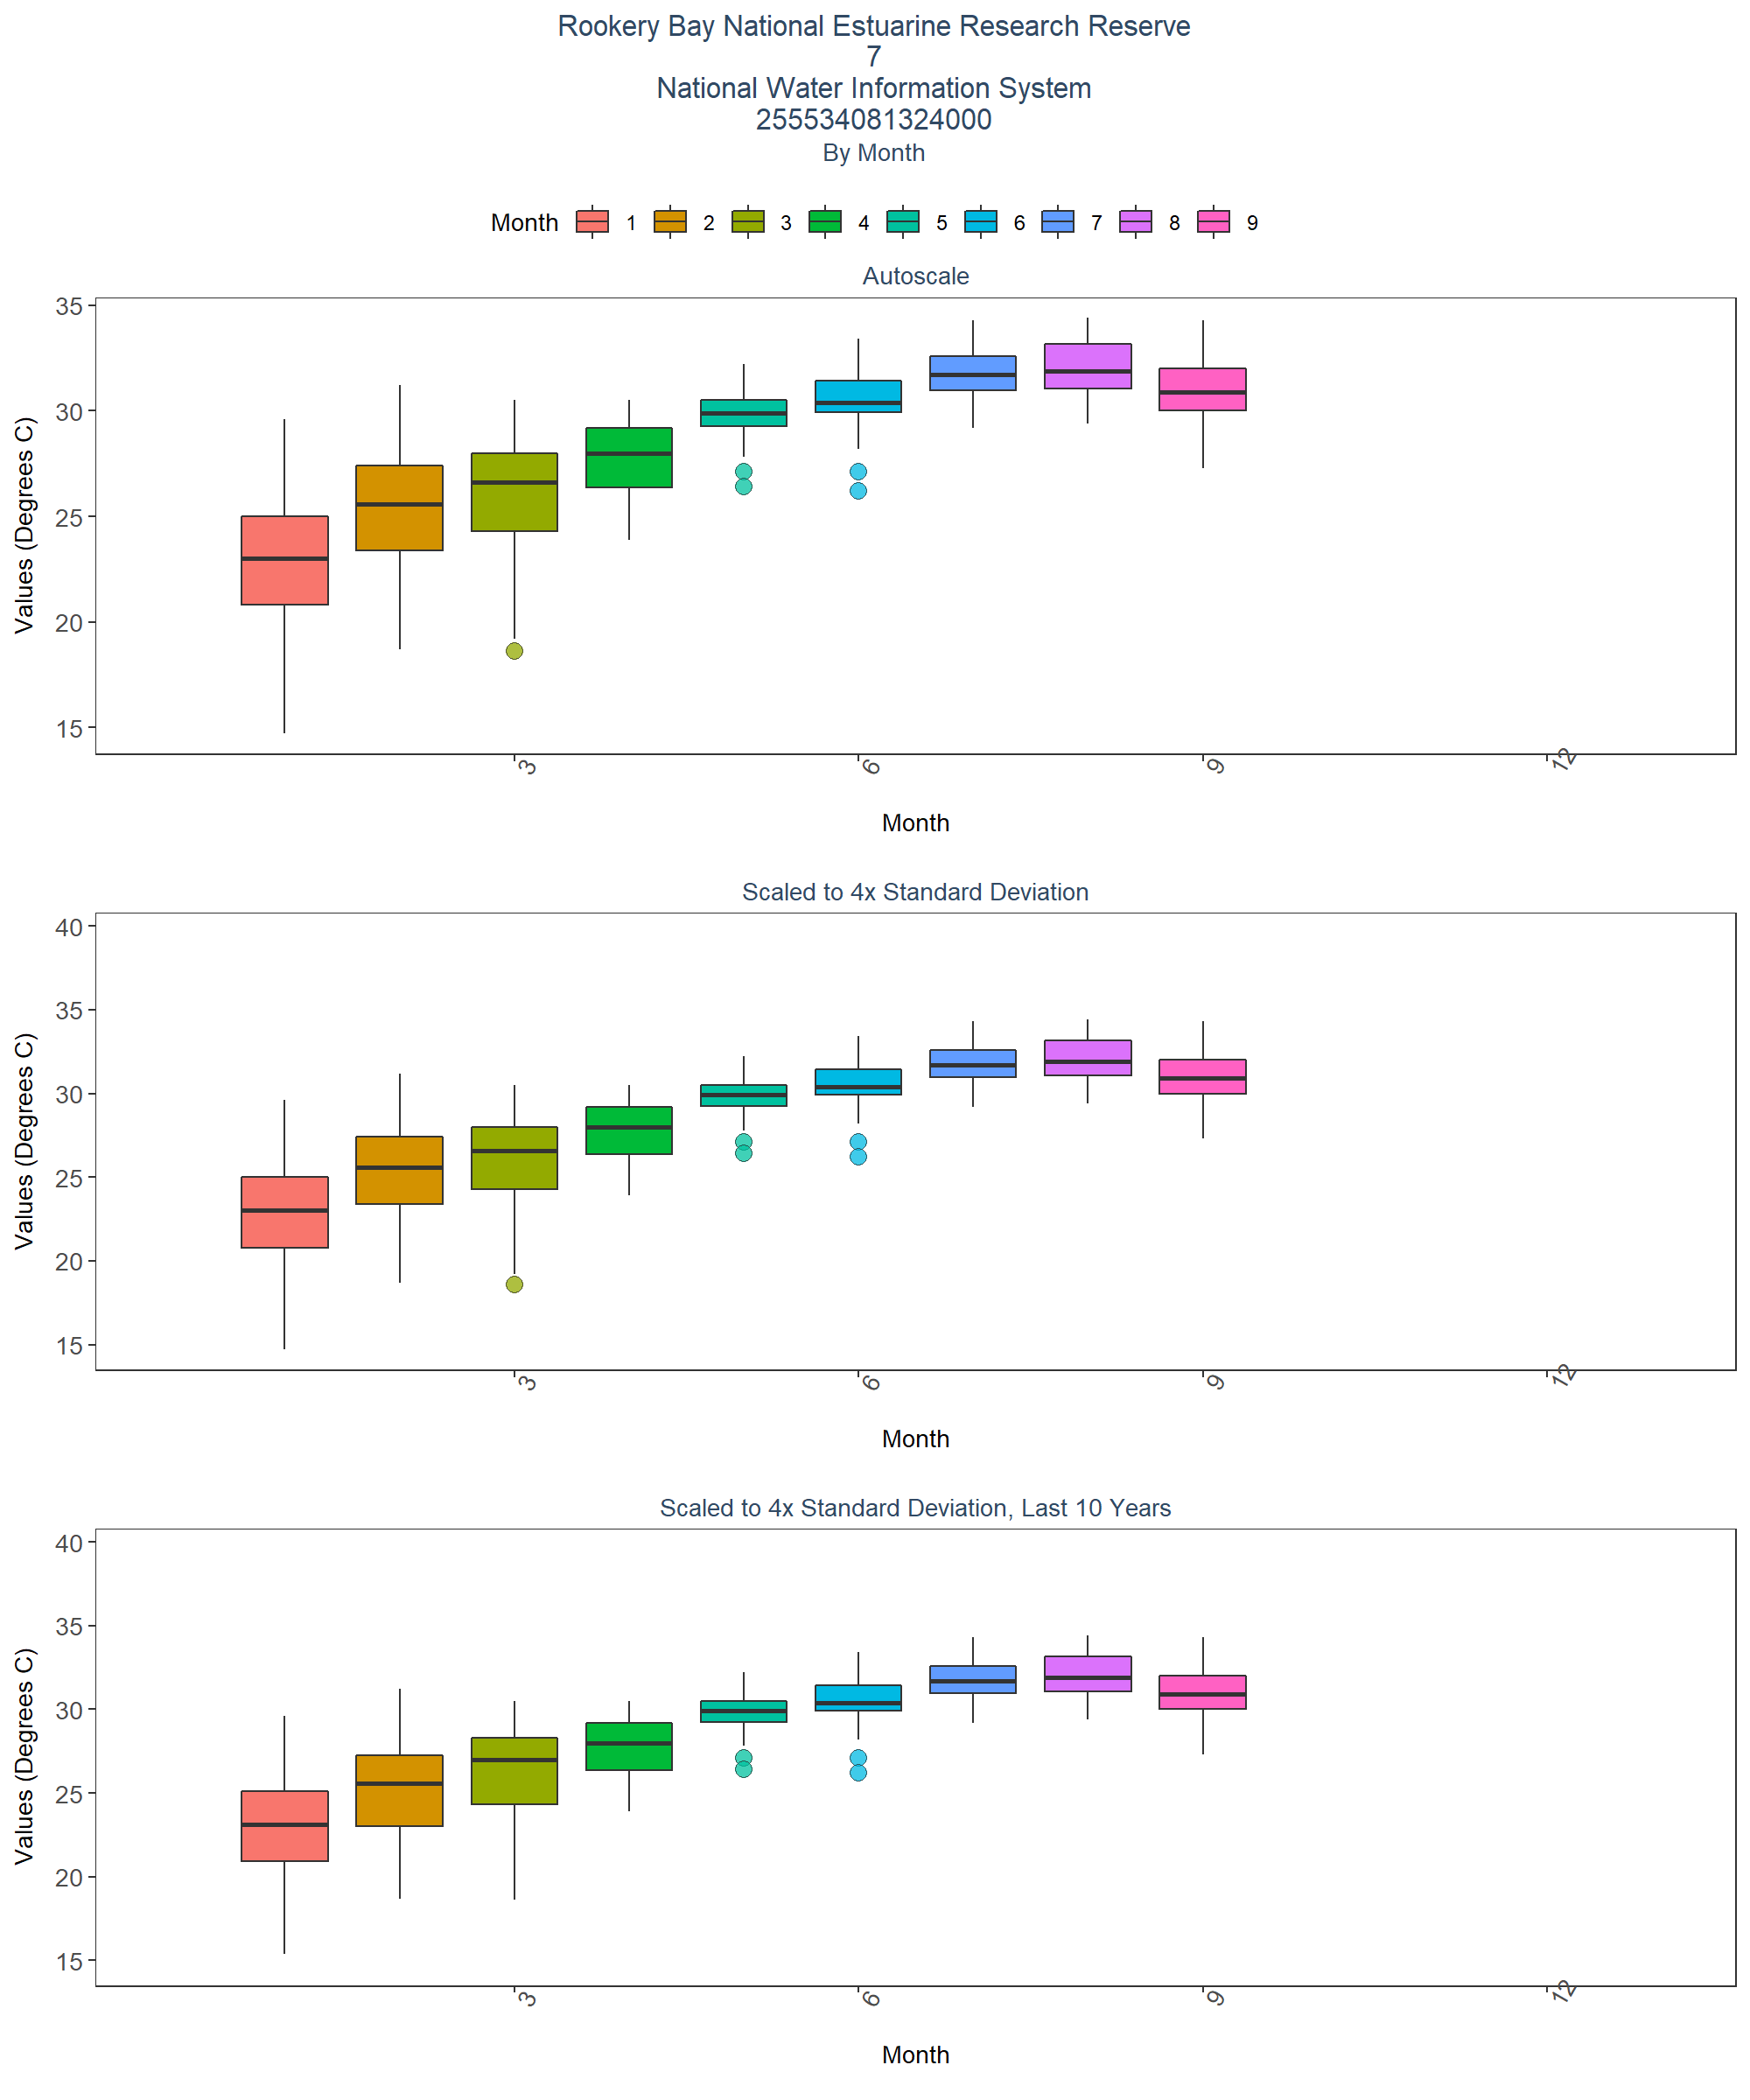 Rookery Bay National Estuarine Research Reserve
7
National Water Information System
255534081324000
By Month
Month 1 2 3 4 5 6 7 8 9
Autoscale
Values (Degrees C)
35
30
25
20
15
3 6 9 12
Month
Scaled to 4x Standard Deviation
Values (Degrees C)
40
35
30
25
20
15
3 6 9 12
Month
Scaled to 4x Standard Deviation, Last 10 Years
Values (Degrees C)
40
35
30
25
20
15
3 6 9 12
Month